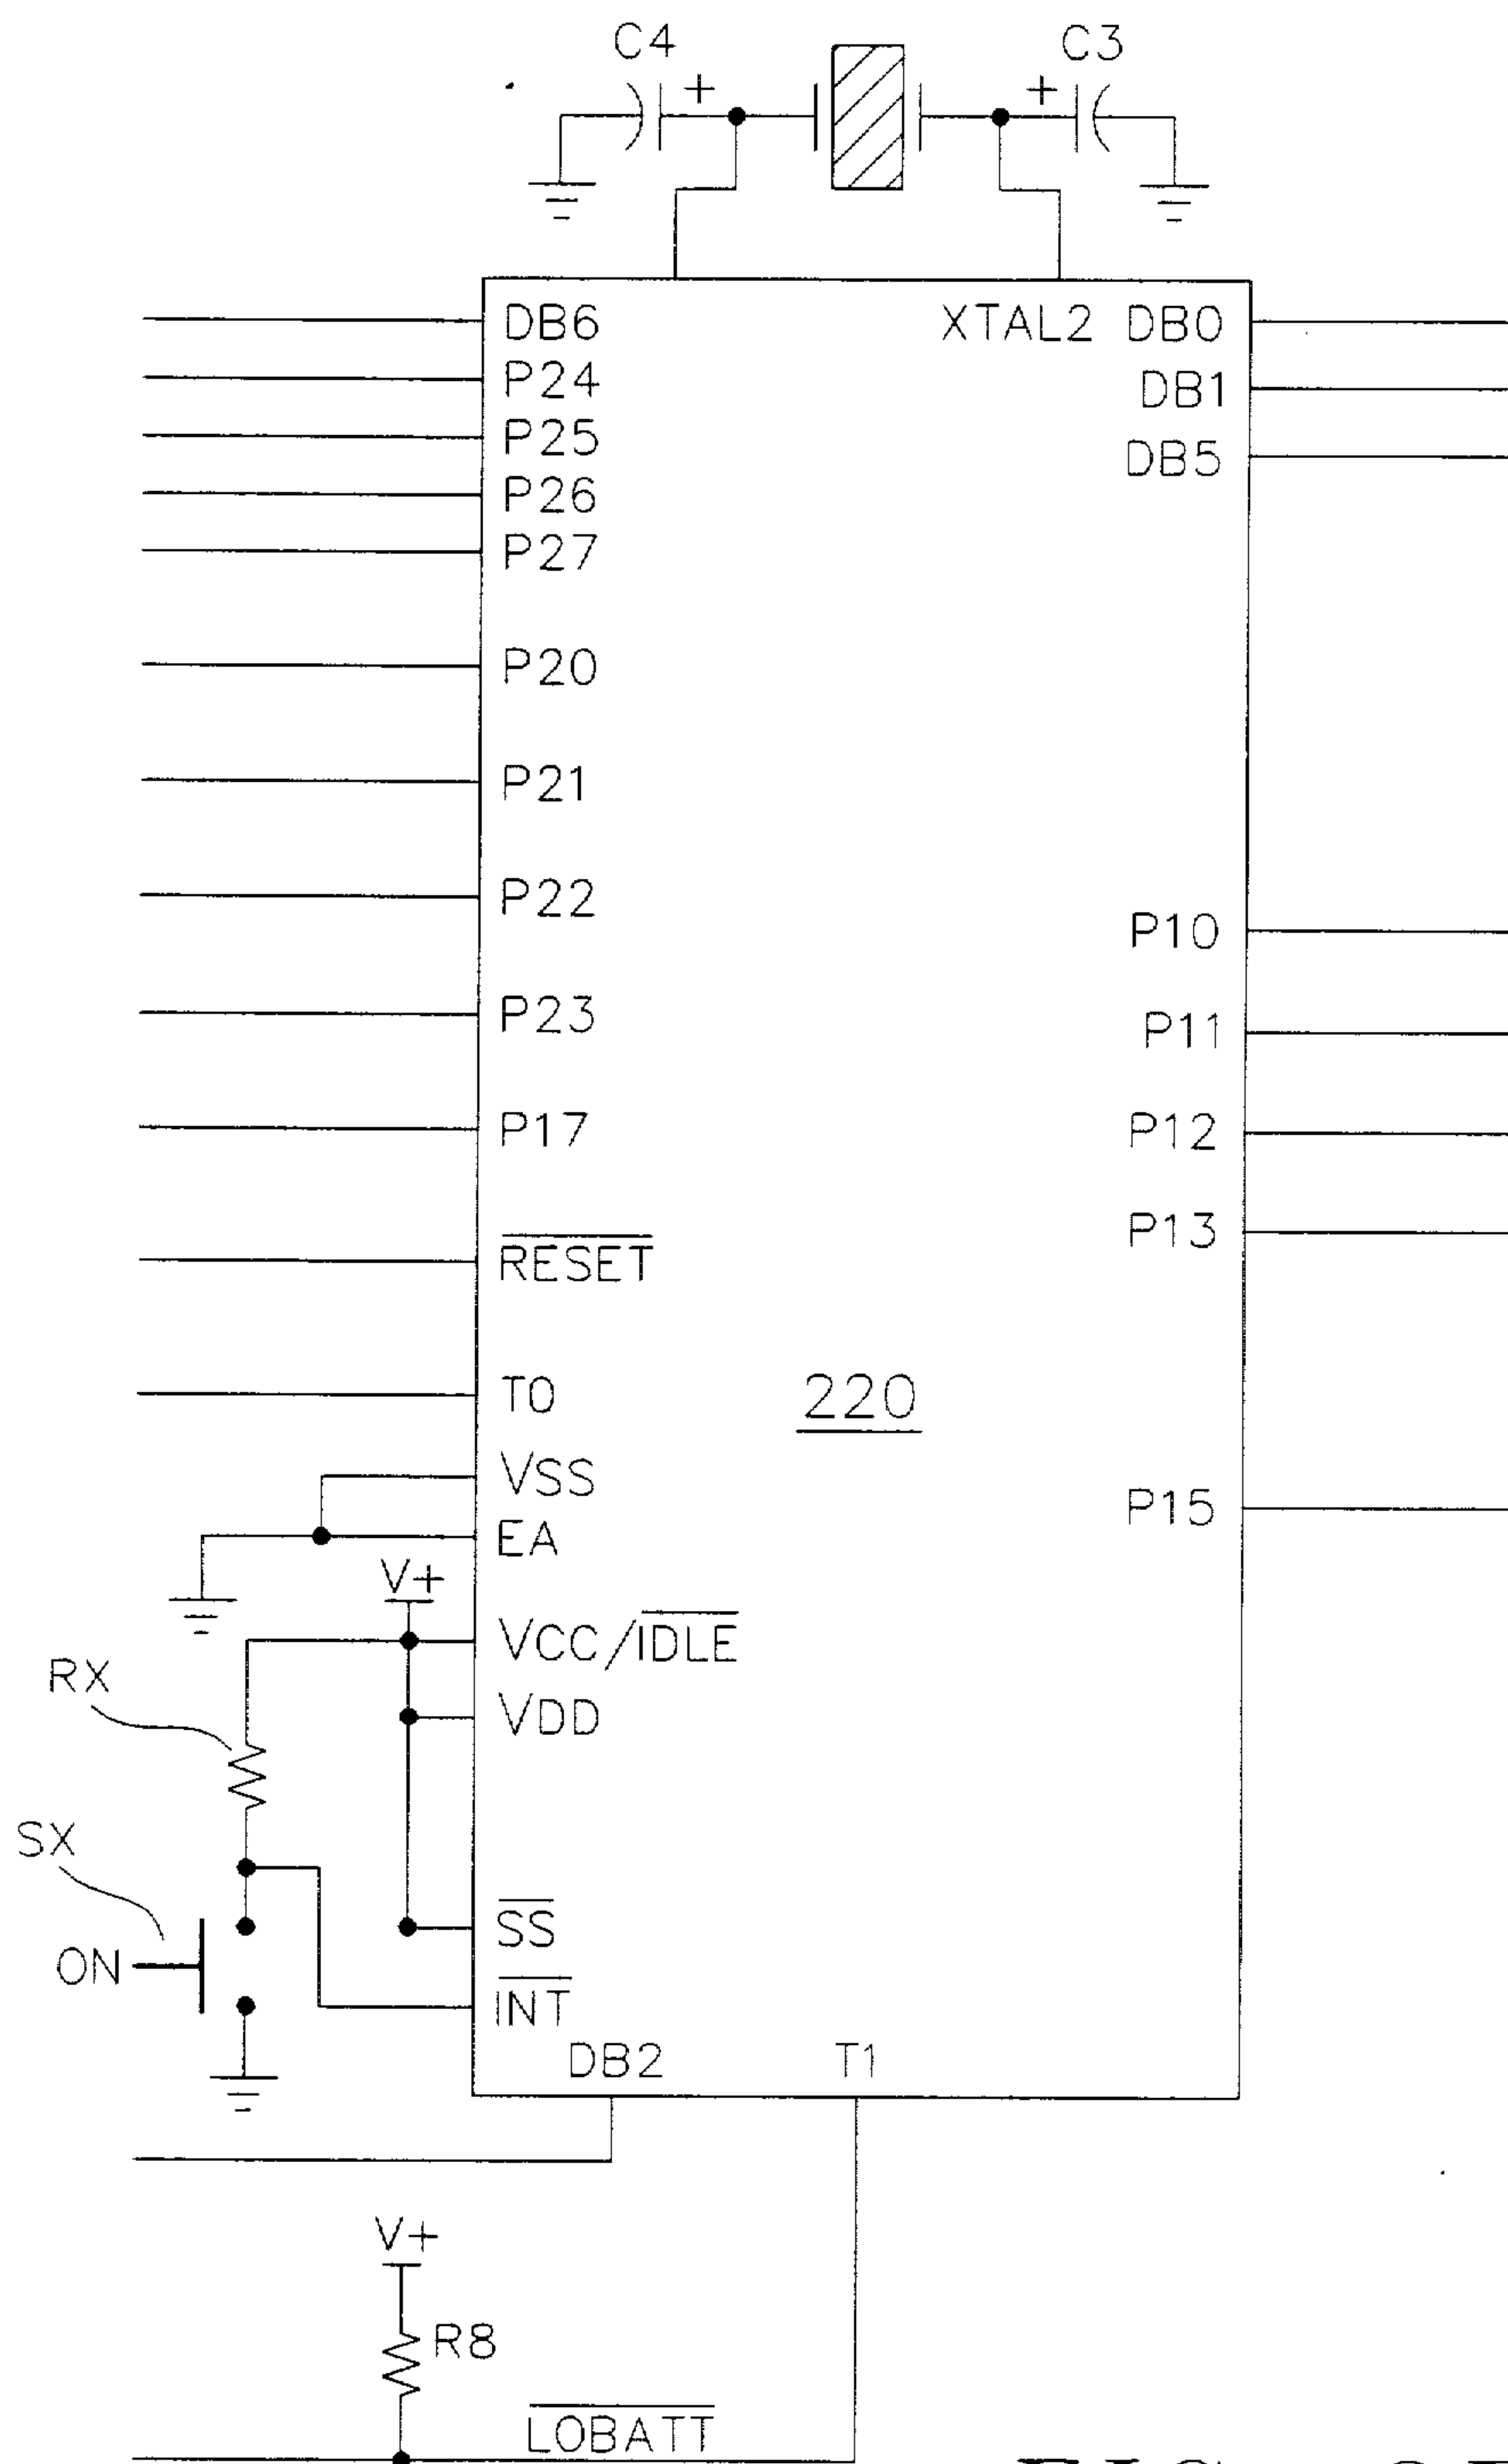 C4
+
+
C3
DB6
XTAL2
DB0
P24
DB1
P25
DB5
P26
P27
P20
P21
P22
P10
P23
P11
P17
P12
P13
RESET
T0
220
VSS
P15
EA
V+
VCC/IDLE
RX
VDD
SX
SS
ON
INT
DB2
T1
V+
R8
LOBATT